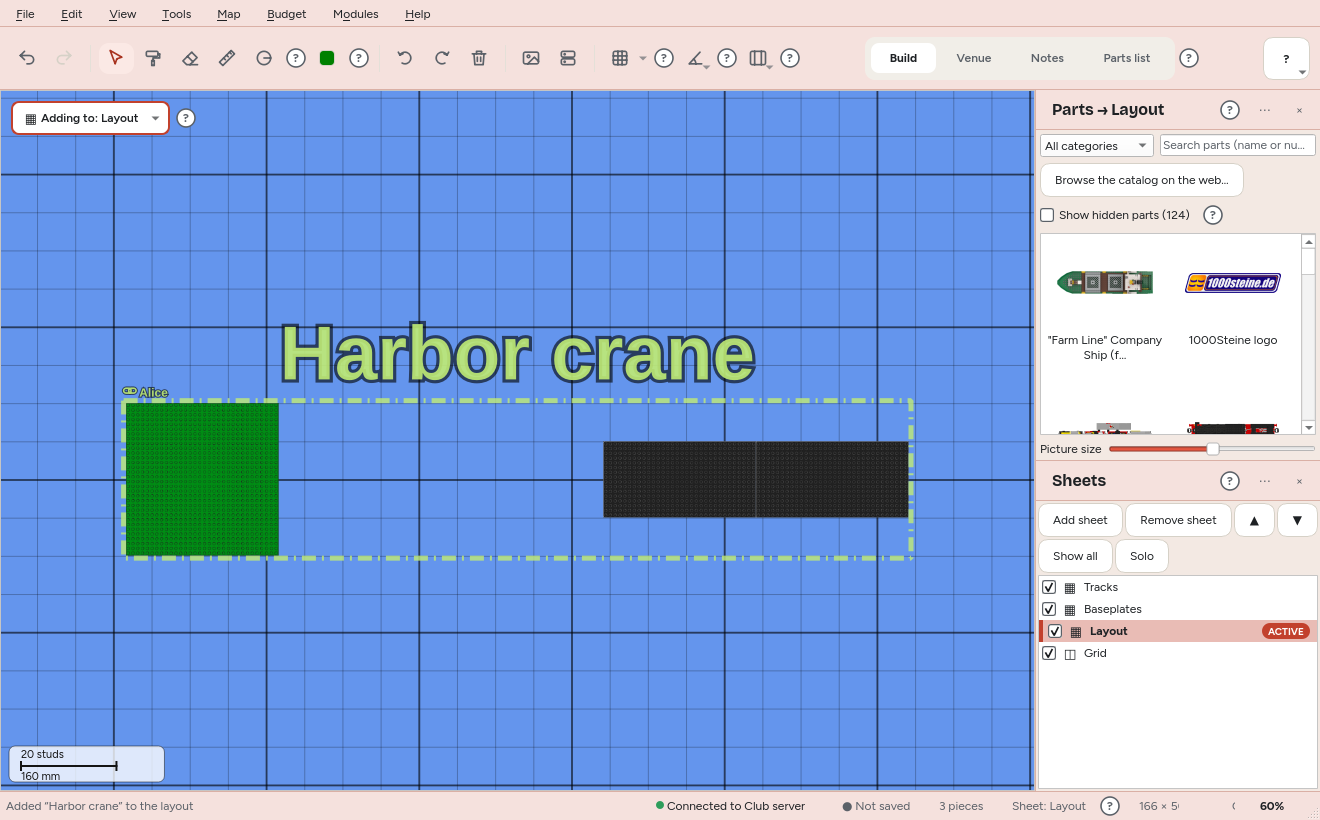 File Edit View Tools Map Budget Modules Help
? ? ? ? ? Build Venue Notes Parts list ? ?
Adding to: Layout ?
Parts → Layout ? ... ×
All categories Search parts (name or nu...
Browse the catalog on the web...
Show hidden parts (124) ?
1000steine.de
"Farm Line" Company Ship (f...
1000Steine logo
Picture size
Harbor crane
Alice
Sheets ? ... ×
Add sheet Remove sheet ▲ ▼
Show all Solo
Tracks
Baseplates
Layout ACTIVE
Grid
20 studs
160 mm
Added "Harbor crane" to the layout Connected to Club server Not saved 3 pieces Sheet: Layout ? 166 × 60%